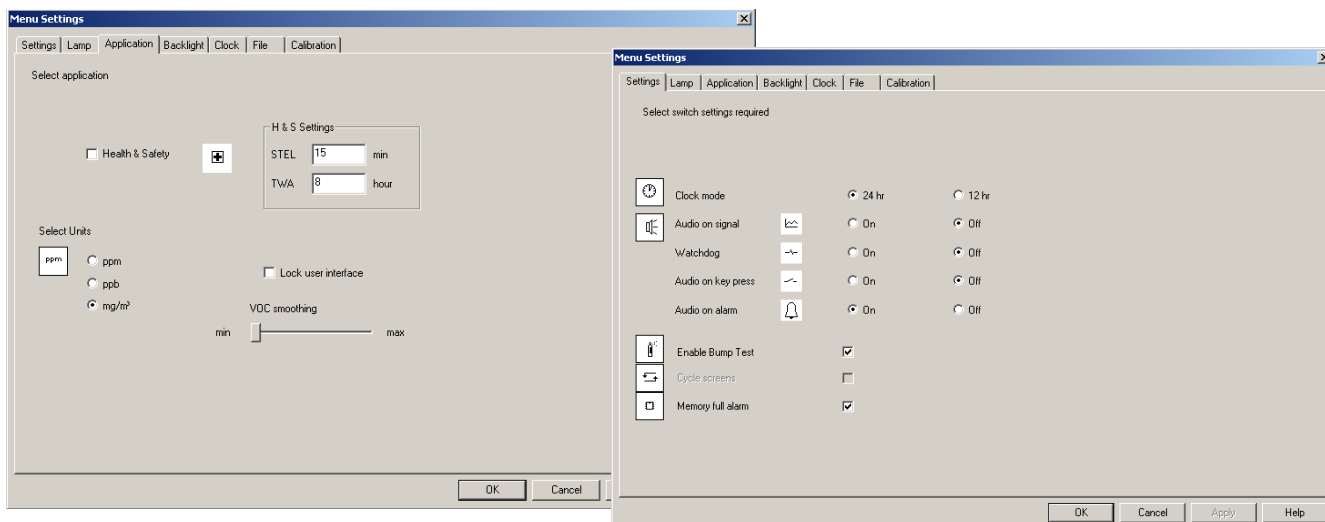 Menu Settings
Settings Lamp Application Backlight Clock File Calibration
Select application
Health & Safety
H & S Settings
STEL 15 min
TWA 8 hour
Select Units
ppm
ppm
ppb
mg/m³
Lock user interface
VOC smoothing
min max
OK Cancel
Menu Settings
Settings Lamp Application Backlight Clock File Calibration
Select switch settings required
Clock mode 24 hr 12 hr
Audio on signal On Off
Watchdog On Off
Audio on key press On Off
Audio on alarm On Off
Enable Bump Test
Cycle screens
Memory full alarm
OK Cancel Apply Help